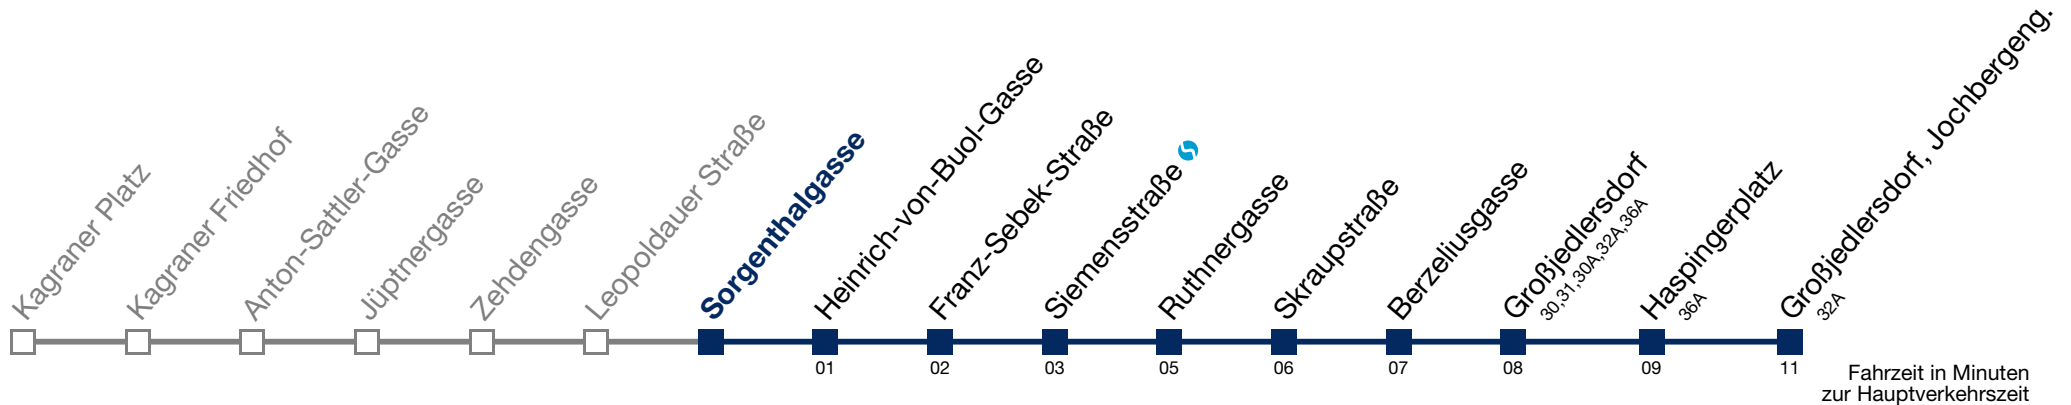 Kagraner Platz
Kagraner Friedhof
Anton-Sattler-Gasse
Jüptnergasse
Zehdengasse
Leopoldauer Straße
Sorgenthalgasse
Heinrich-von-Buol-Gasse
Franz-Sebek-Straße
Siemensstraße
Ruthnergasse
Skraupstraße
Berzeliusgasse
Großjedlersdorf
30,31,30A,32A,36A
Haspingerplatz
36A
Großjedlersdorf, Jochbergeng.
32A
01
02
03
05
06
07
08
09
11
Fahrzeit in Minuten
zur Hauptverkehrszeit